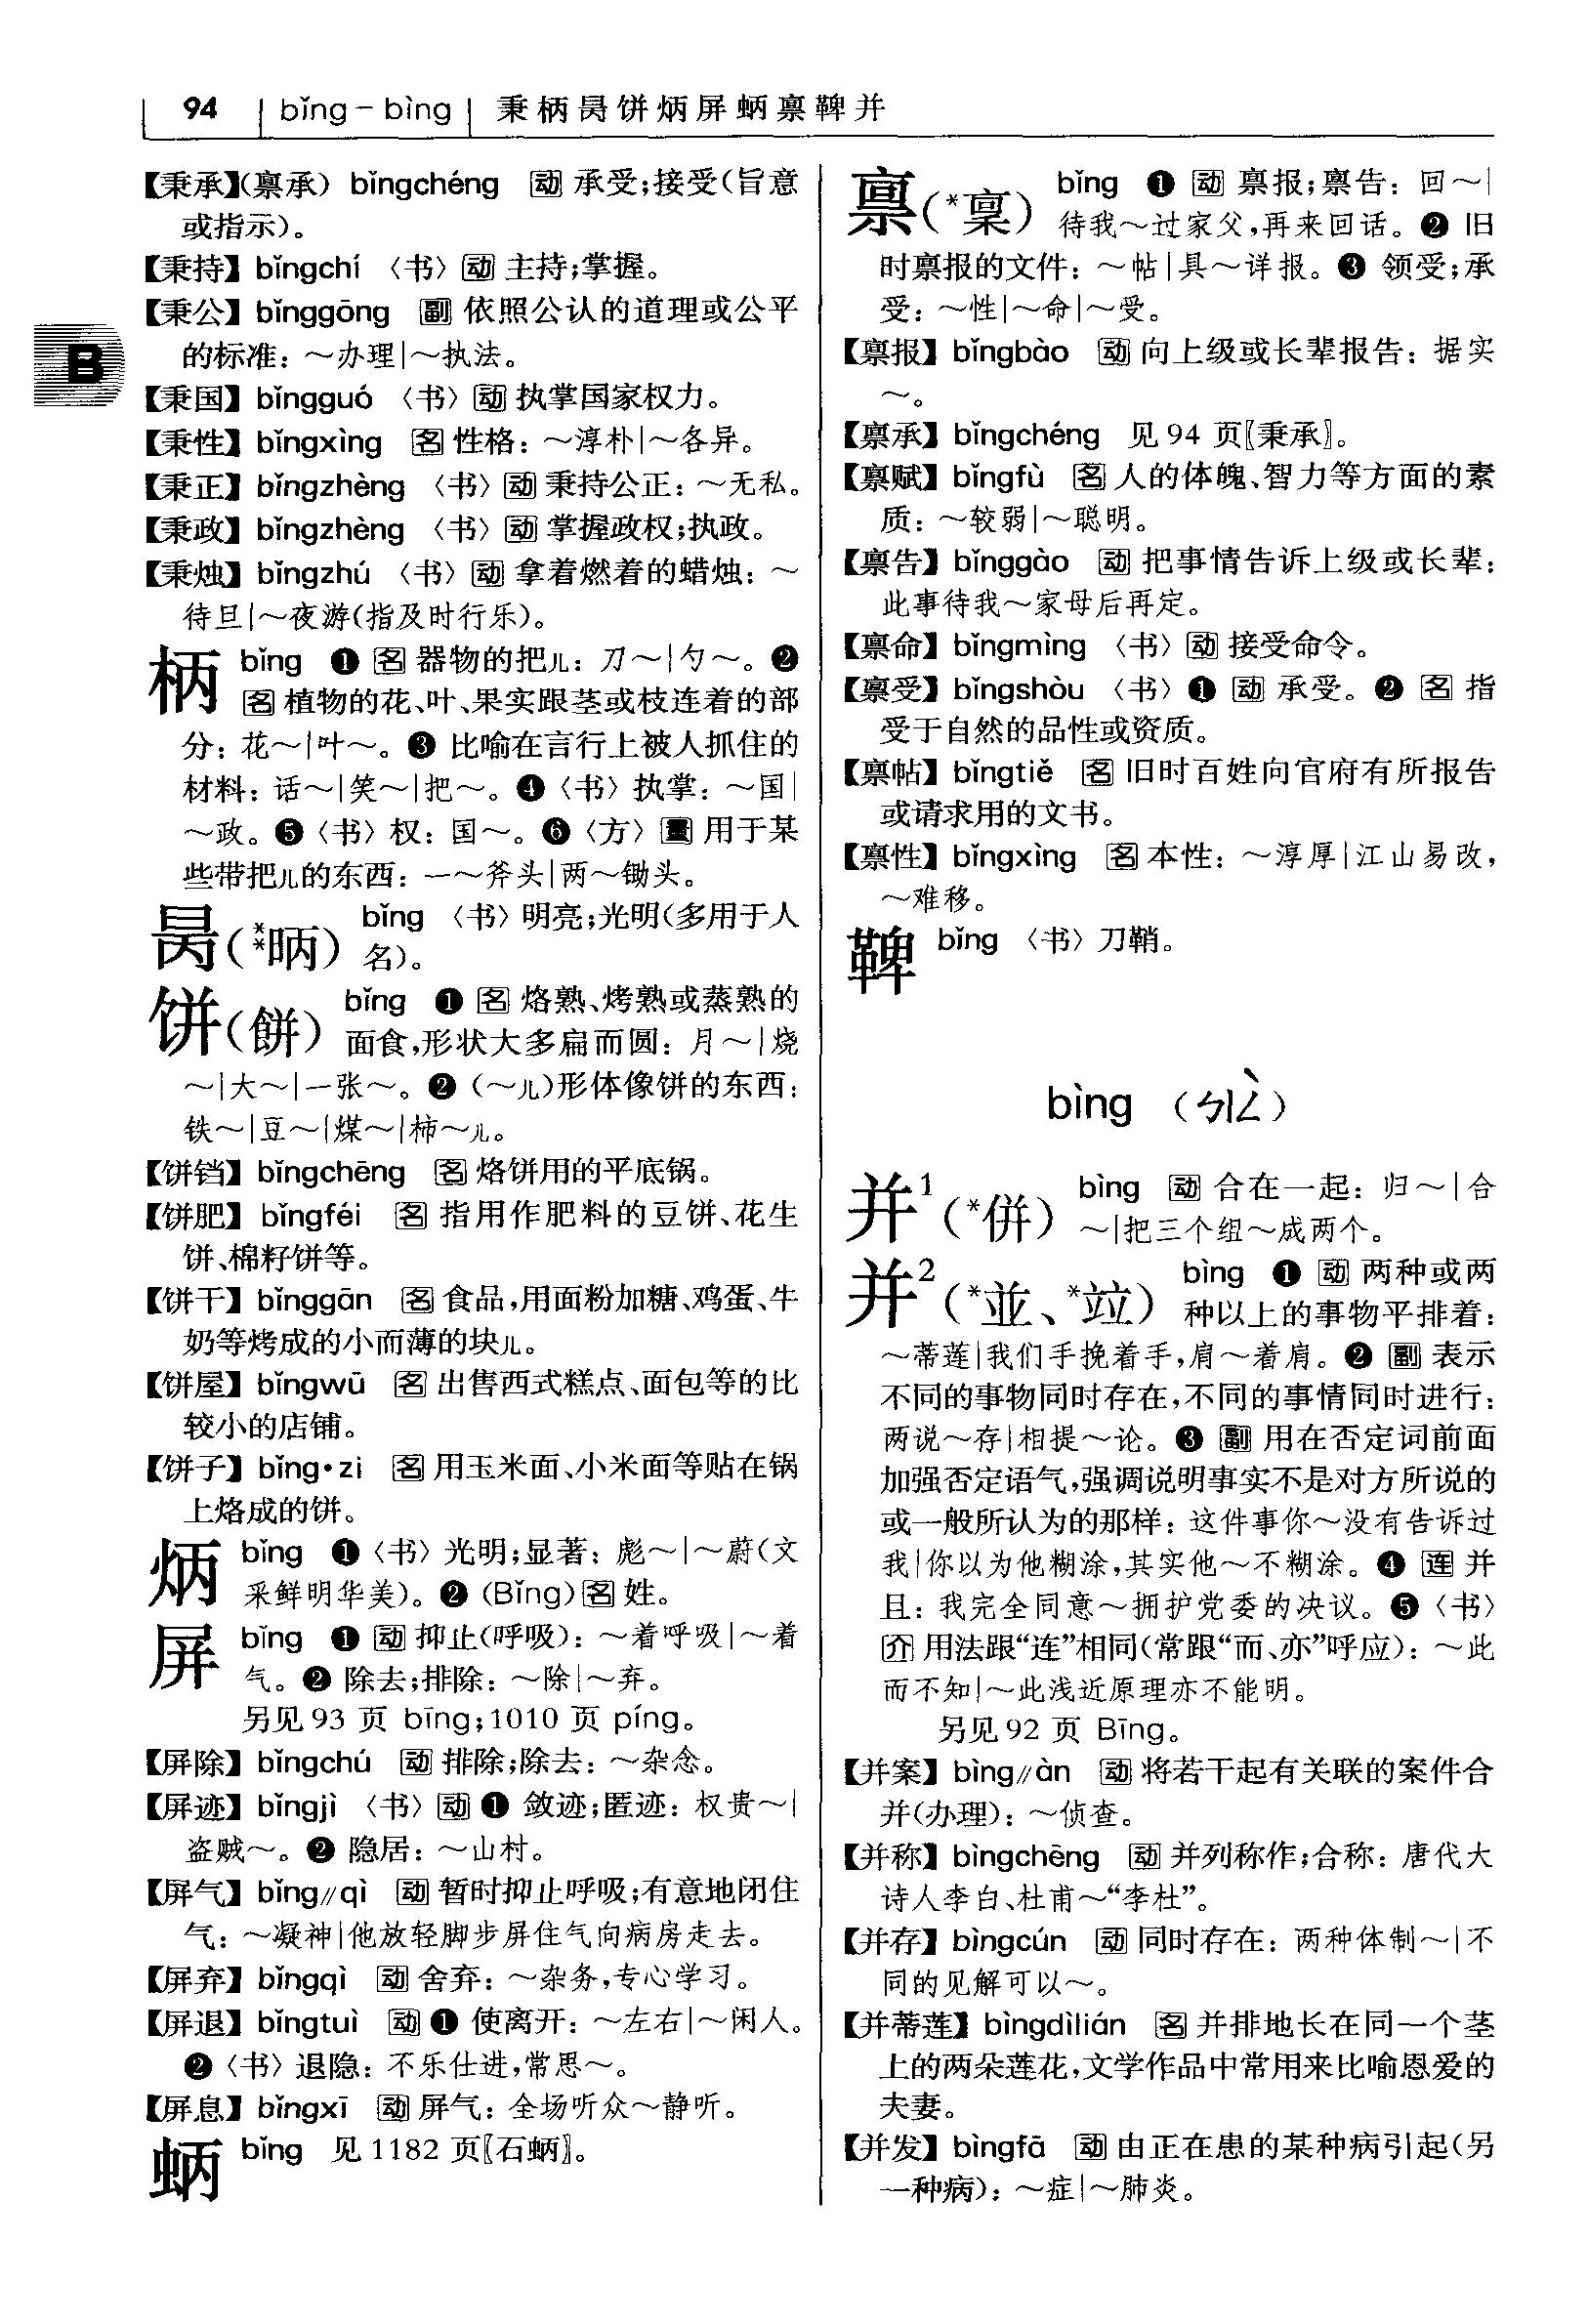 94 bǐng－bìng 秉柄昺饼炳屏蛃禀鞞并
B
【秉承】(禀承) bǐngchéng 动 承受;接受(旨意
或指示)。
【秉持】bǐngchí 〈书〉动 主持;掌握。
【秉公】bǐnggōng 副 依照公认的道理或公平
的标准：～办理|～执法。
【秉国】bǐngguó 〈书〉动 执掌国家权力。
【秉性】bǐngxìng 名 性格：～淳朴|～各异。
【秉正】bǐngzhèng 〈书〉动 秉持公正：～无私。
【秉政】bǐngzhèng 〈书〉动 掌握政权;执政。
【秉烛】bǐngzhú 〈书〉动 拿着燃着的蜡烛：～
待旦|～夜游(指及时行乐)。
柄 bǐng ❶ 名 器物的把儿：刀～|勺～。❷
名 植物的花、叶、果实跟茎或枝连着的部
分：花～|叶～。❸ 比喻在言行上被人抓住的
材料：话～|笑～|把～。❹〈书〉执掌：～国|
～政。❺〈书〉权：国～。❻〈方〉量 用于某
些带把儿的东西：一～斧头|两～锄头。
昺(**昞) bǐng 〈书〉明亮;光明(多用于人
名)。
饼(餅) bǐng ❶ 名 烙熟、烤熟或蒸熟的
面食,形状大多扁而圆：月～|烧
～|大～|一张～。❷ (～儿)形体像饼的东西：
铁～|豆～|煤～|柿～儿。
【饼铛】bǐngchēng 名 烙饼用的平底锅。
【饼肥】bǐngféi 名 指用作肥料的豆饼、花生
饼、棉籽饼等。
【饼干】bǐnggān 名 食品,用面粉加糖、鸡蛋、牛
奶等烤成的小而薄的块儿。
【饼屋】bǐngwū 名 出售西式糕点、面包等的比
较小的店铺。
【饼子】bǐng·zi 名 用玉米面、小米面等贴在锅
上烙成的饼。
炳 bǐng ❶〈书〉光明;显著：彪～|～蔚(文
采鲜明华美)。❷ (Bǐng)名 姓。
屏 bǐng ❶ 动 抑止(呼吸)：～着呼吸|～着
气。❷ 除去;排除：～除|～弃。
另见93 页 bīng;1010 页 píng。
【屏除】bǐngchú 动 排除;除去：～杂念。
【屏迹】bǐngjì 〈书〉动 ❶ 敛迹;匿迹：权贵～|
盗贼～。❷ 隐居：～山村。
【屏气】bǐng//qì 动 暂时抑止呼吸;有意地闭住
气：～凝神|他放轻脚步屏住气向病房走去。
【屏弃】bǐngqì 动 舍弃：～杂务,专心学习。
【屏退】bǐngtuì 动 ❶ 使离开：～左右|～闲人。
❷〈书〉退隐：不乐仕进,常思～。
【屏息】bǐngxī 动 屏气：全场听众～静听。
蛃 bǐng 见1182 页〖石蛃〗。
禀(*稟) bǐng ❶ 动 禀报;禀告：回～|
待我～过家父,再来回话。❷ 旧
时禀报的文件：～帖|具～详报。❸ 领受;承
受：～性|～命|～受。
【禀报】bǐngbào 动 向上级或长辈报告：据实
～。
【禀承】bǐngchéng 见94 页〖秉承〗。
【禀赋】bǐngfù 名 人的体魄、智力等方面的素
质：～较弱|～聪明。
【禀告】bǐnggào 动 把事情告诉上级或长辈：
此事待我～家母后再定。
【禀命】bǐngmìng 〈书〉动 接受命令。
【禀受】bǐngshòu 〈书〉❶ 动 承受。❷ 名 指
受于自然的品性或资质。
【禀帖】bǐngtiě 名 旧时百姓向官府有所报告
或请求用的文书。
【禀性】bǐngxìng 名 本性：～淳厚|江山易改,
～难移。
鞞 bǐng 〈书〉刀鞘。
bìng （ㄅㄧㄥˋ）
并¹(*併) bìng 动 合在一起：归～|合
～|把三个组～成两个。
并²(*並、*竝) bìng ❶ 动 两种或两
种以上的事物平排着：
～蒂莲|我们手挽着手,肩～着肩。❷ 副 表示
不同的事物同时存在,不同的事情同时进行：
两说～存|相提～论。❸ 副 用在否定词前面
加强否定语气,强调说明事实不是对方所说的
或一般所认为的那样：这件事你～没有告诉过
我|你以为他糊涂,其实他～不糊涂。❹ 连 并
且：我完全同意～拥护党委的决议。❺〈书〉
介 用法跟“连”相同(常跟“而、亦”呼应)：～此
而不知|～此浅近原理亦不能明。
另见92 页 Bīng。
【并案】bìng//àn 动 将若干起有关联的案件合
并(办理)：～侦查。
【并称】bìngchēng 动 并列称作;合称：唐代大
诗人李白、杜甫～“李杜”。
【并存】bìngcún 动 同时存在：两种体制～|不
同的见解可以～。
【并蒂莲】bìngdìlián 名 并排地长在同一个茎
上的两朵莲花,文学作品中常用来比喻恩爱的
夫妻。
【并发】bìngfā 动 由正在患的某种病引起(另
一种病)：～症|～肺炎。